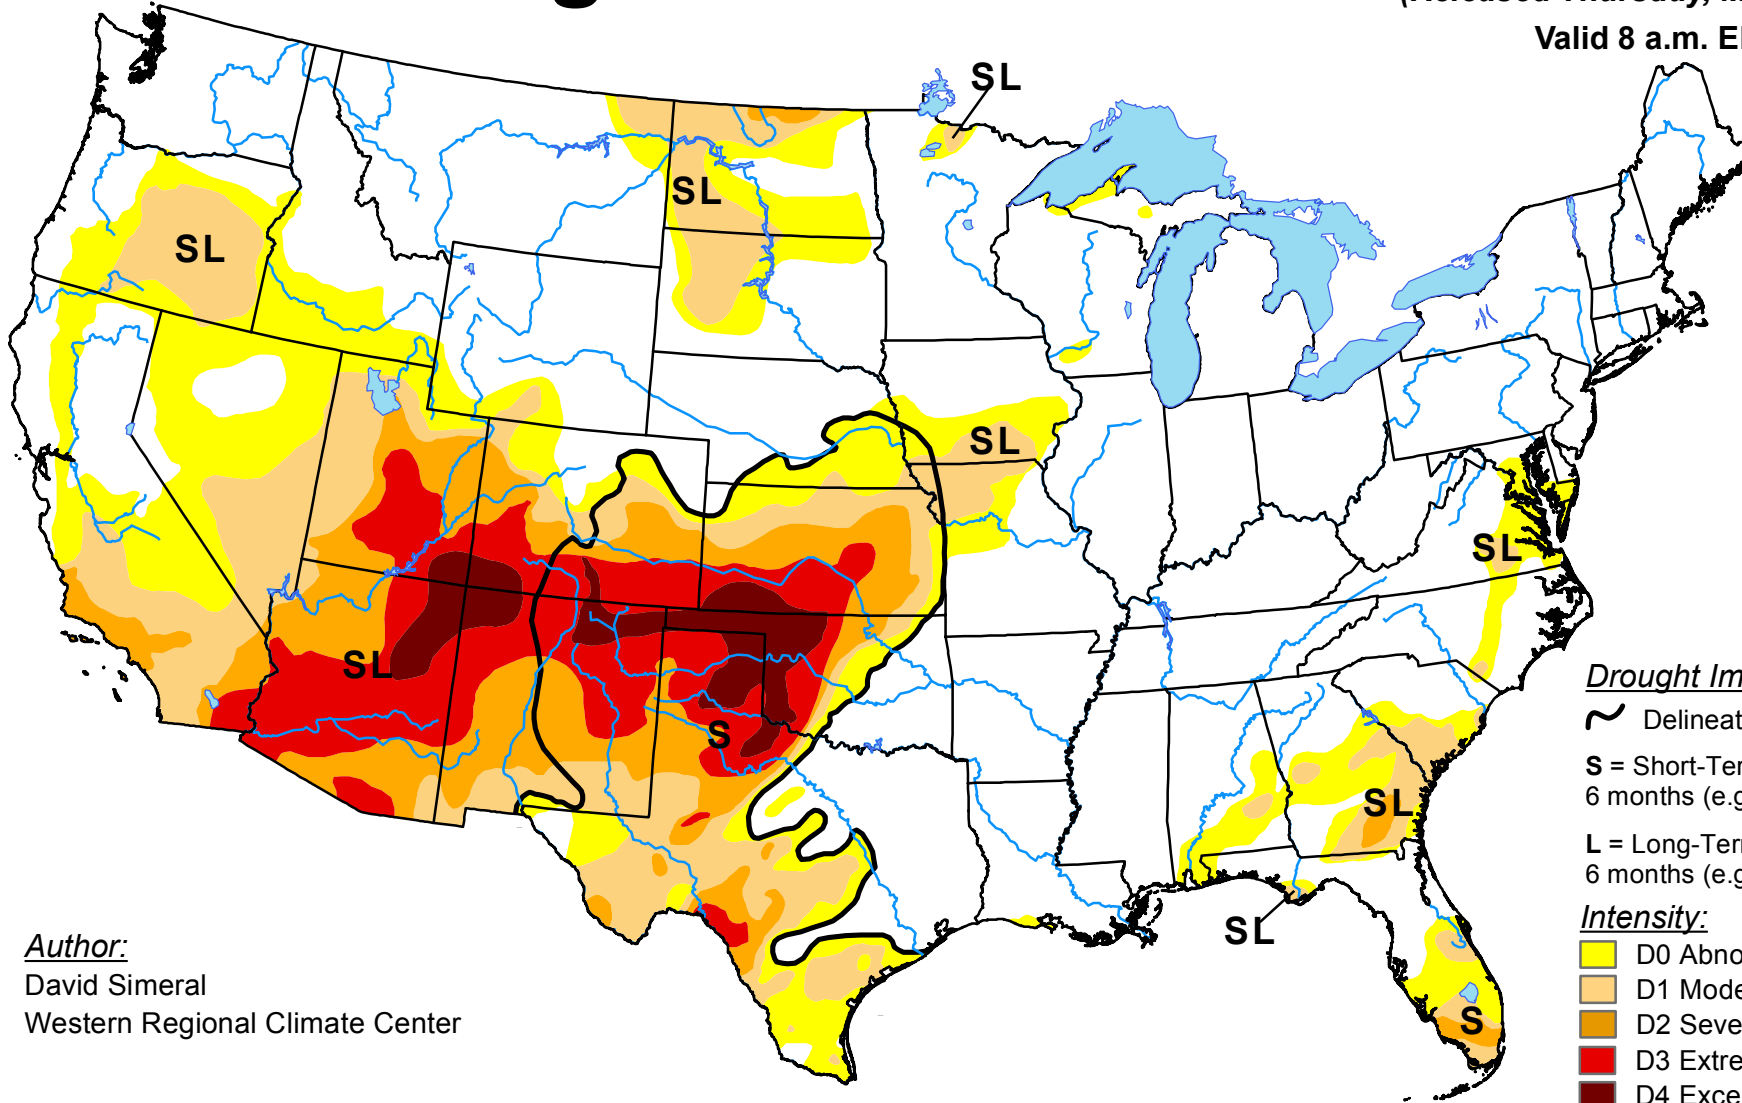 Valid 8 a.m.
SL
SL
SL
SL
SL
SL
S
SL
SL
S
Drought
Delineat
S = Short-Ter
6 months (e.g
L = Long-Ter
6 months (e.g
Intensity:
D0 Abno
D1 Mode
D2 Seve
D3 Extre
D4 Exce
Author:
David Simeral
Western Regional Climate Center